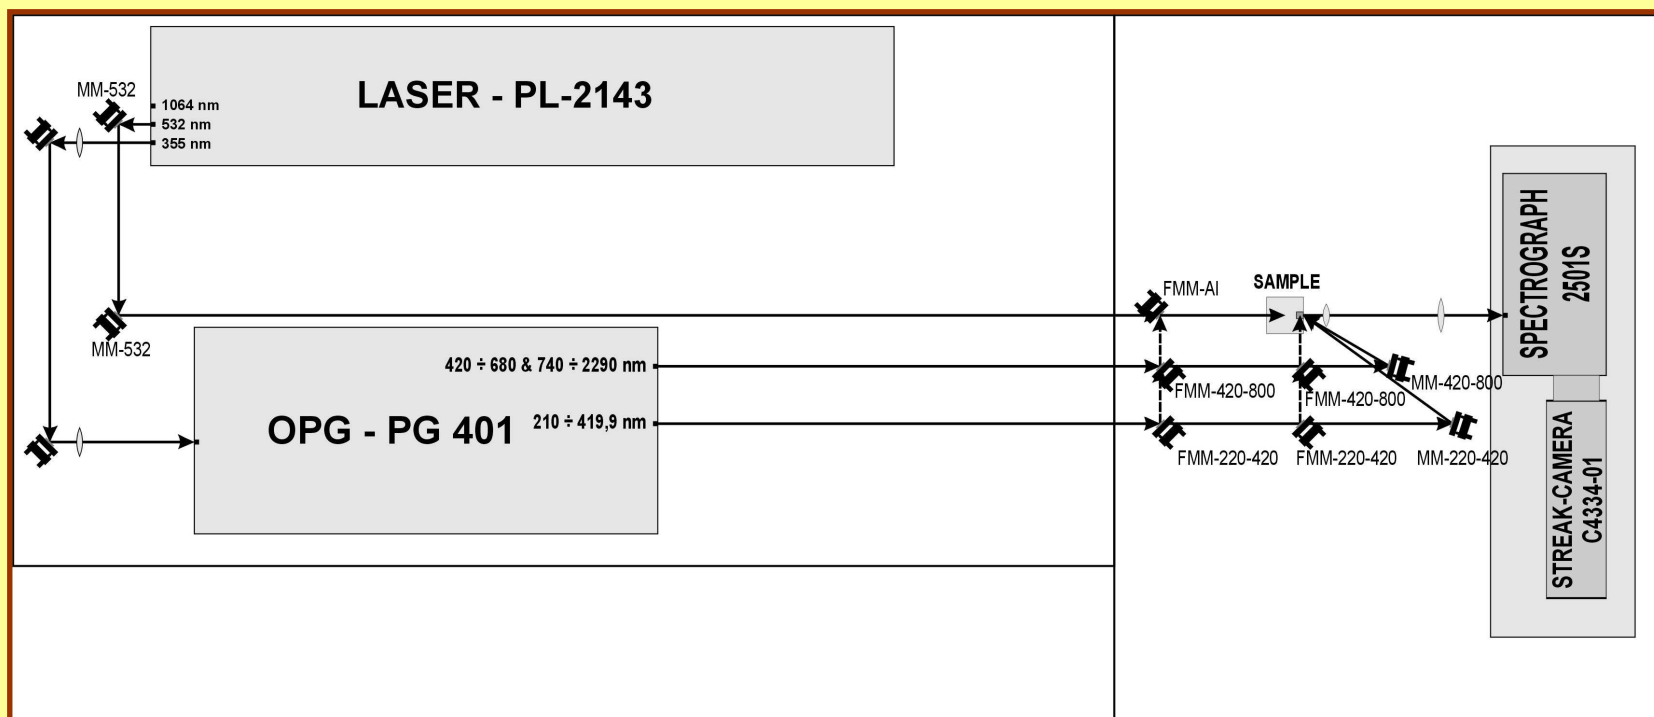 MM-532
LASER - PL-2143
1064 nm
532 nm
355 nm
MM-532
FMM-Al
SAMPLE
SPECTROGRAPH
2501S
420 ÷ 680 & 740 ÷ 2290 nm
OPG - PG 401
210 ÷ 419,9 nm
FMM-420-800
FMM-420-800
MM-420-800
FMM-220-420
FMM-220-420
MM-220-420
STREAK-CAMERA
C4334-01